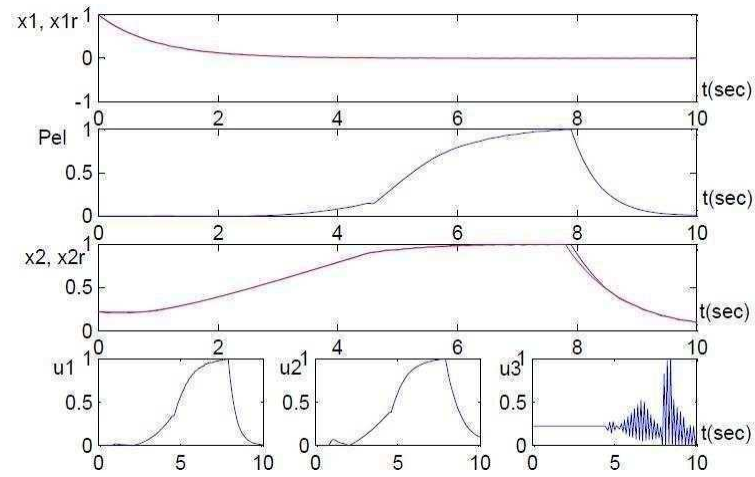 x1, x1r 1
0
-1
t(sec)
0 2 4 6 8 10
Pel 1
0.5
0
t(sec)
0 2 4 6 8 10
x2, x2r 1
0.5
0
t(sec)
0 2 4 6 8 10
u1 1 u2 1 u3 1
0.5 0.5 0.5
0 0 0 t(sec)
0 5 10 0 5 10 0 5 10